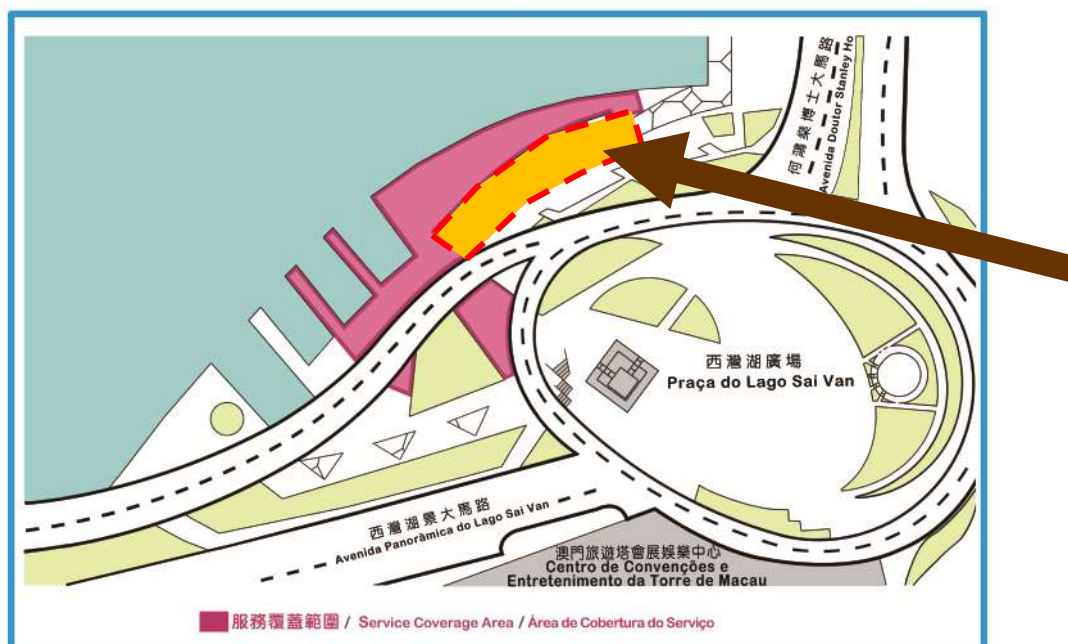 何鴻燊博士大馬路
Avenida Doutor Stanley Ho
西灣湖廣場
Praça do Lago Sai Van
西灣湖景大馬路
Avenida Panorâmica do Lago Sai Van
澳門旅遊塔會展娛樂中心
Centro de Convenções e
Entretenimento da Torre de Macau
服務覆蓋範圍 / Service Coverage Area / Área de Cobertura do Serviço